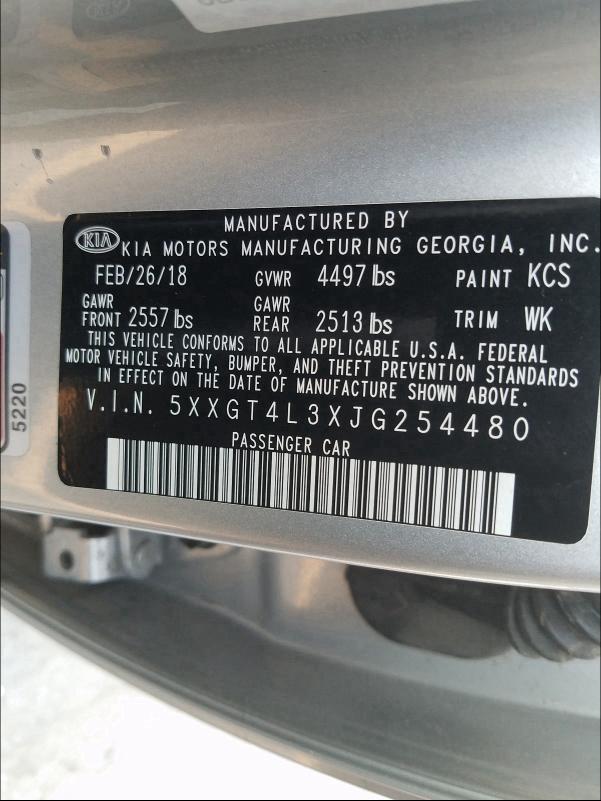 MANUFACTURED BY
KIA KIA MOTORS MANUFACTURING GEORGIA, INC.
FEB/26/18 GVWR 4497 lbs PAINT KCS
GAWR FRONT 2557 lbs GAWR REAR 2513 lbs TRIM WK
THIS VEHICLE CONFORMS TO ALL APPLICABLE U.S.A. FEDERAL
MOTOR VEHICLE SAFETY, BUMPER, AND THEFT PREVENTION STANDARDS
IN EFFECT ON THE DATE OF MANUFACTURE SHOWN ABOVE.
V.I.N. 5XXGT4L3XJG254480
PASSENGER CAR
5220